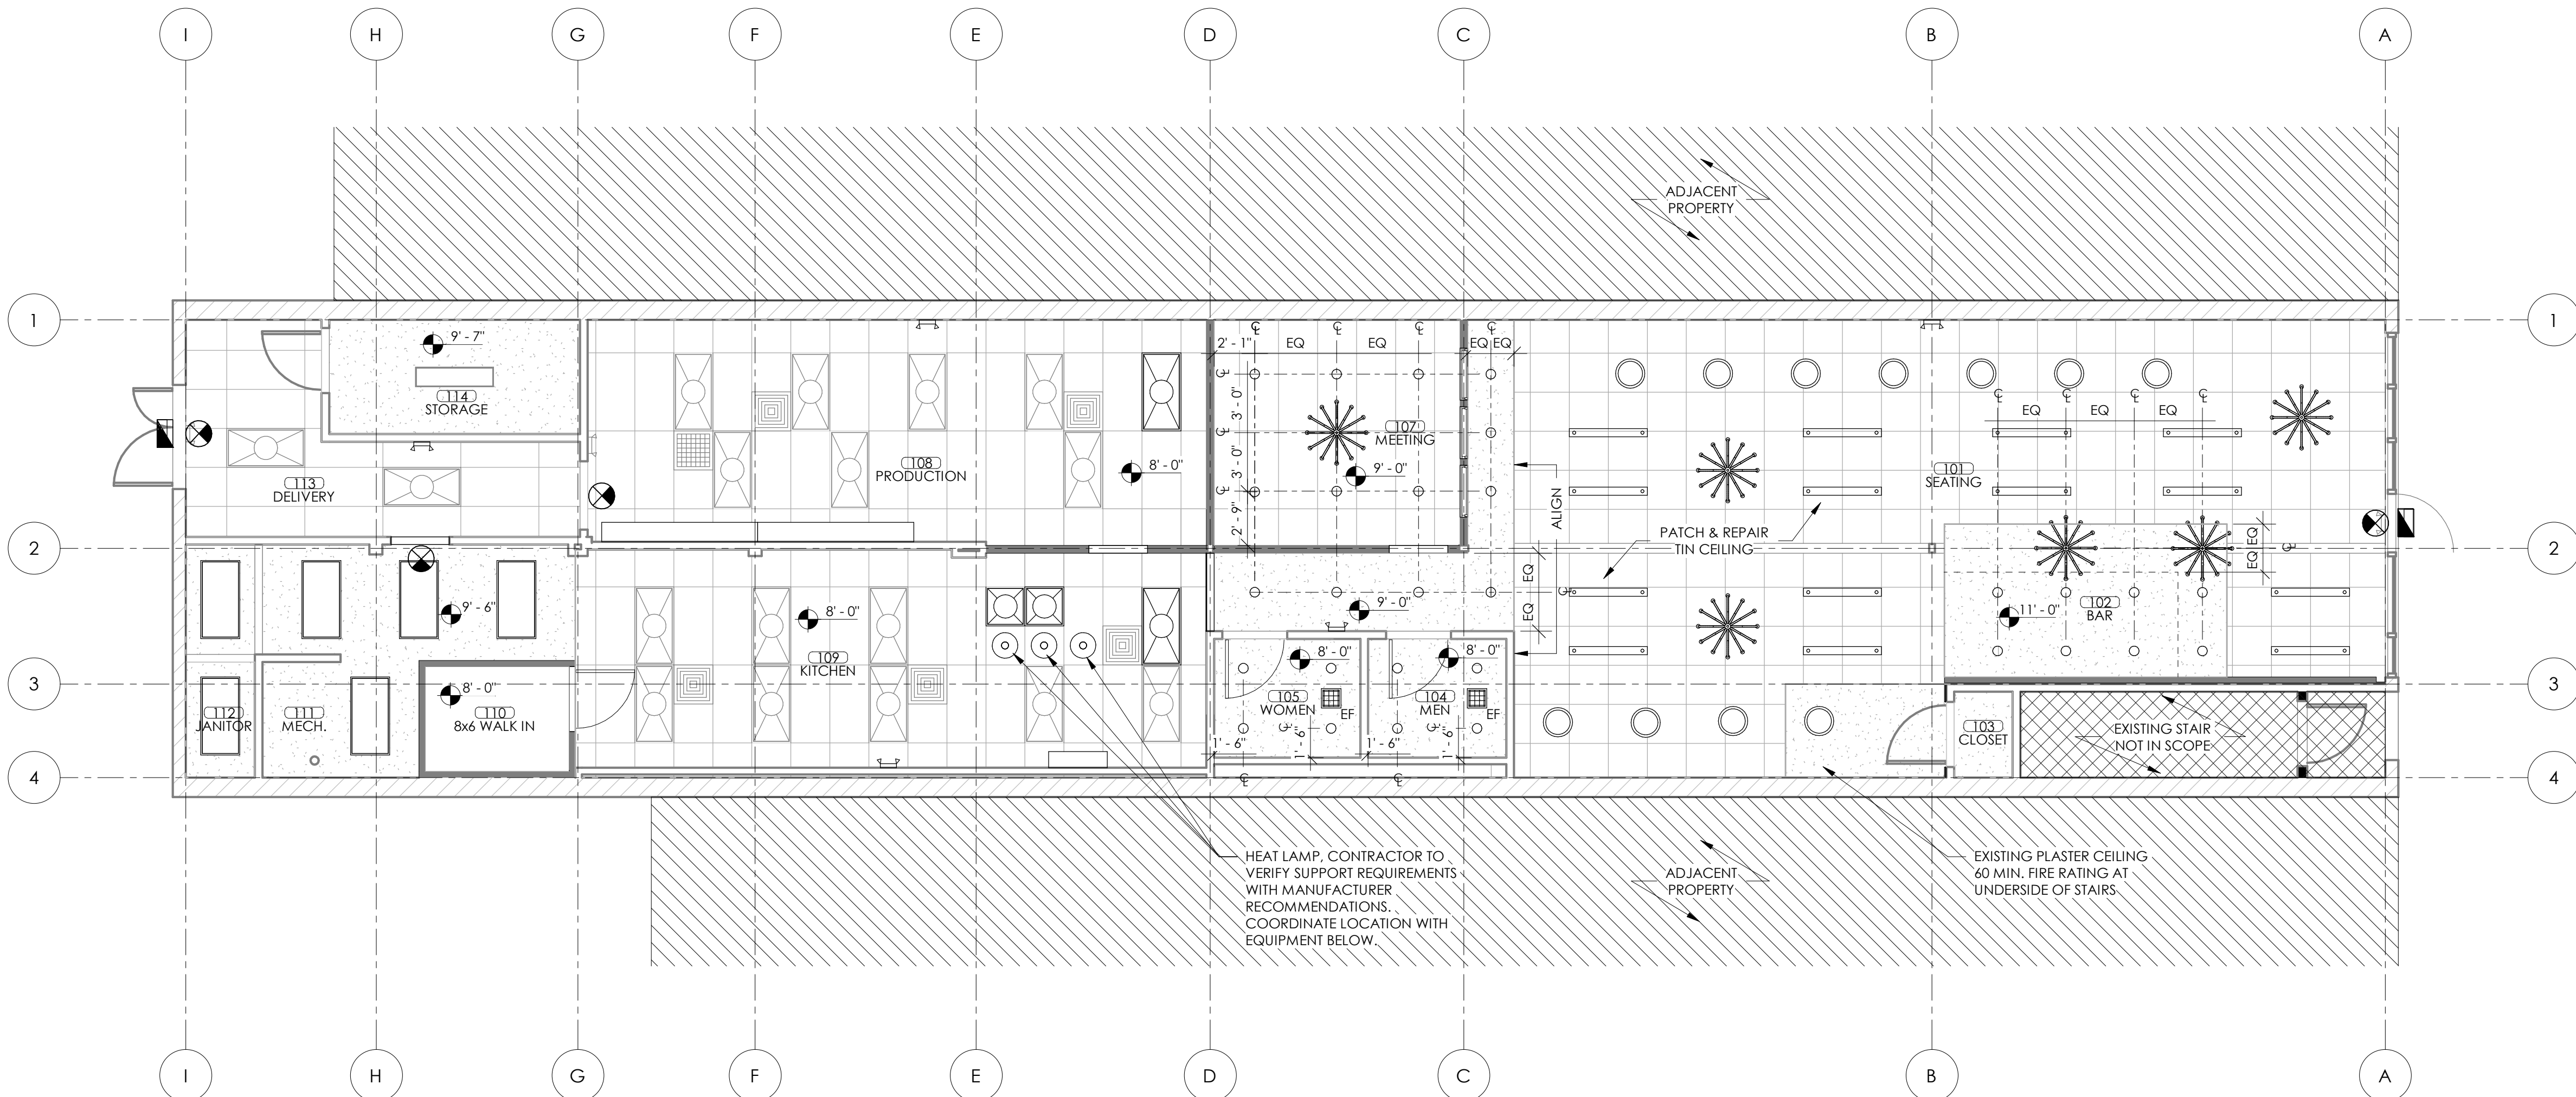 I
H
G
F
E
D
C
B
A
ADJACENT
PROPERTY
1
1
9' - 7"
114
STORAGE
2' - 1"
EQ
EQ
EQ
EQ
3' - 0"
3' - 0"
2' - 9"
107
MEETING
9' - 0"
108
PRODUCTION
8' - 0"
113
DELIVERY
ALIGN
EQ
EQ
EQ
101
SEATING
PATCH & REPAIR
TIN CEILING
2
2
EQ
EQ
EQ
EQ
9' - 6"
8' - 0"
9' - 0"
11' - 0"
102
BAR
109
KITCHEN
8' - 0"
8' - 0"
3
3
8' - 0"
112
JANITOR
111
MECH.
110
8x6 WALK IN
105
WOMEN
EF
104
MEN
EF
1' - 6"
1' - 6"
1' - 6"
1' - 6"
103
CLOSET
EXISTING STAIR
NOT IN SCOPE
4
4
HEAT LAMP, CONTRACTOR TO
VERIFY SUPPORT REQUIREMENTS
WITH MANUFACTURER
RECOMMENDATIONS.
COORDINATE LOCATION WITH
EQUIPMENT BELOW.
ADJACENT
PROPERTY
EXISTING PLASTER CEILING
60 MIN. FIRE RATING AT
UNDERSIDE OF STAIRS
I
H
G
F
E
D
C
B
A